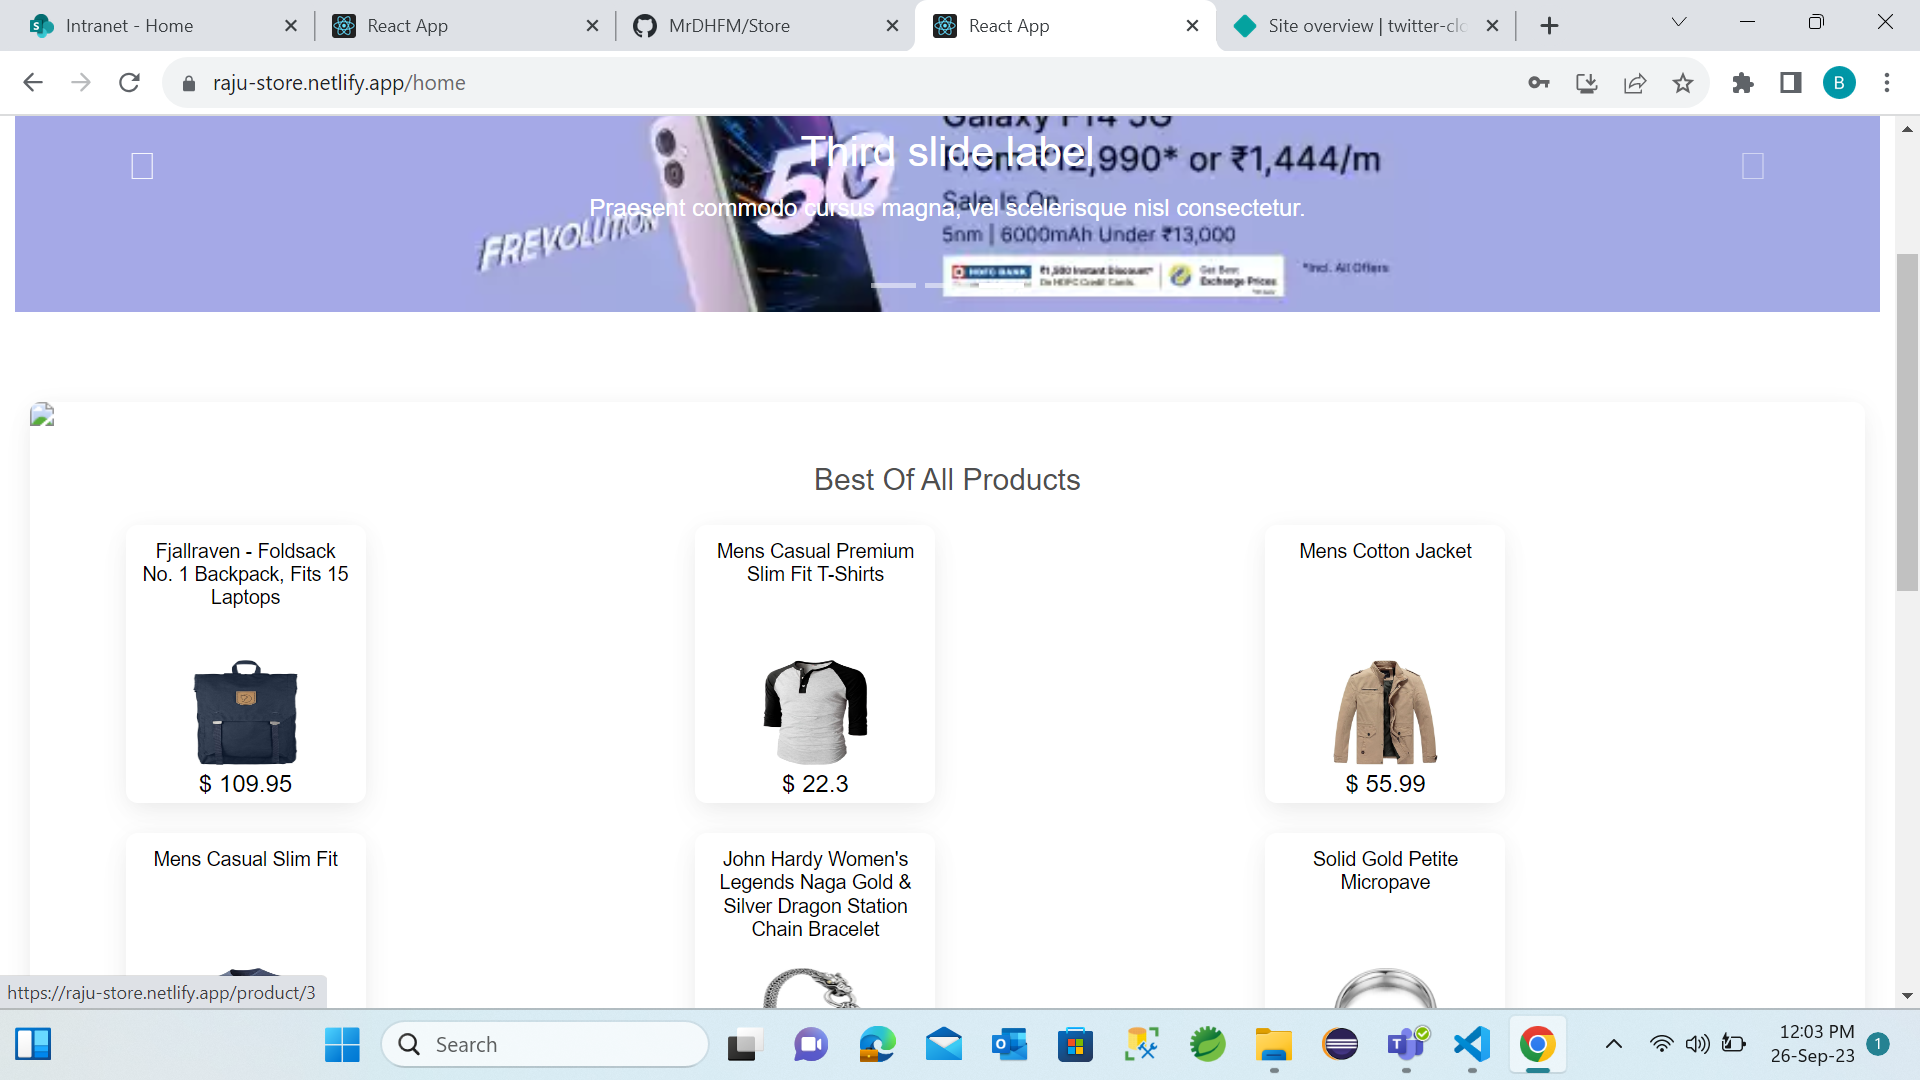 Intranet - Home
React App
MrDHFM/Store
React App
Site overview | twitter-clo
raju-store.netlify.app/home
B
Galaxy F14 5G
Third slide label
From ₹12,990* or ₹1,444/m
5G
Sale Is On
Praesent commodo cursus magna, vel scelerisque nisl consectetur.
FREVOLUTION
5nm | 6000mAh Under ₹13,000
HDFC BANK
₹1,500 Instant Discount*
On HDFC Credit Cards.
Get Best
Exchange Prices
*Incl. All Offers
Best Of All Products
Fjallraven - Foldsack
No. 1 Backpack, Fits 15
Laptops
$ 109.95
Mens Casual Premium
Slim Fit T-Shirts
$ 22.3
Mens Cotton Jacket
$ 55.99
Mens Casual Slim Fit
John Hardy Women's
Legends Naga Gold &
Silver Dragon Station
Chain Bracelet
Solid Gold Petite
Micropave
https://raju-store.netlify.app/product/3
Search
12:03 PM
26-Sep-23
1